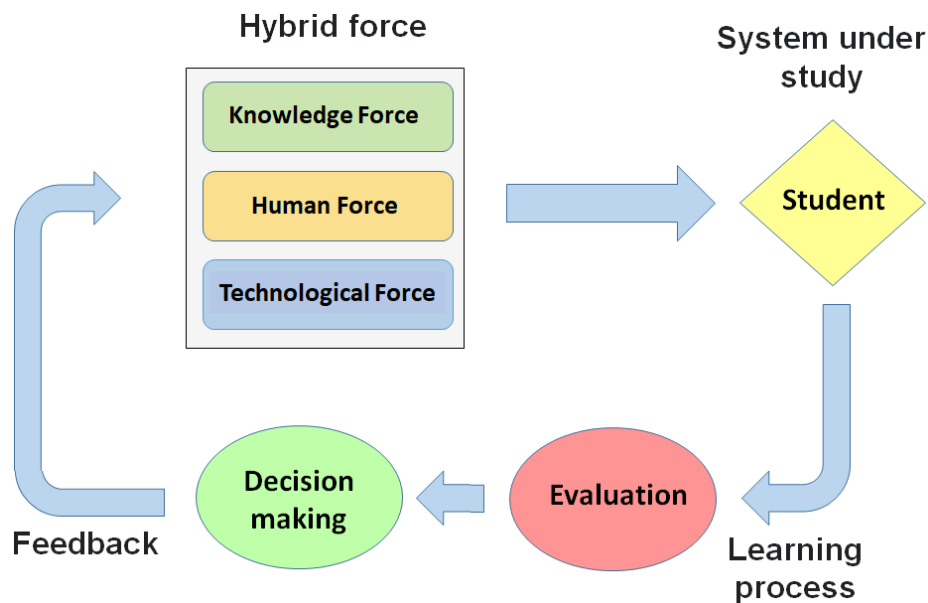 Hybrid force
System under
study
Knowledge Force
Human Force
Technological Force
Student
Decision
making
Evaluation
Feedback
Learning
process